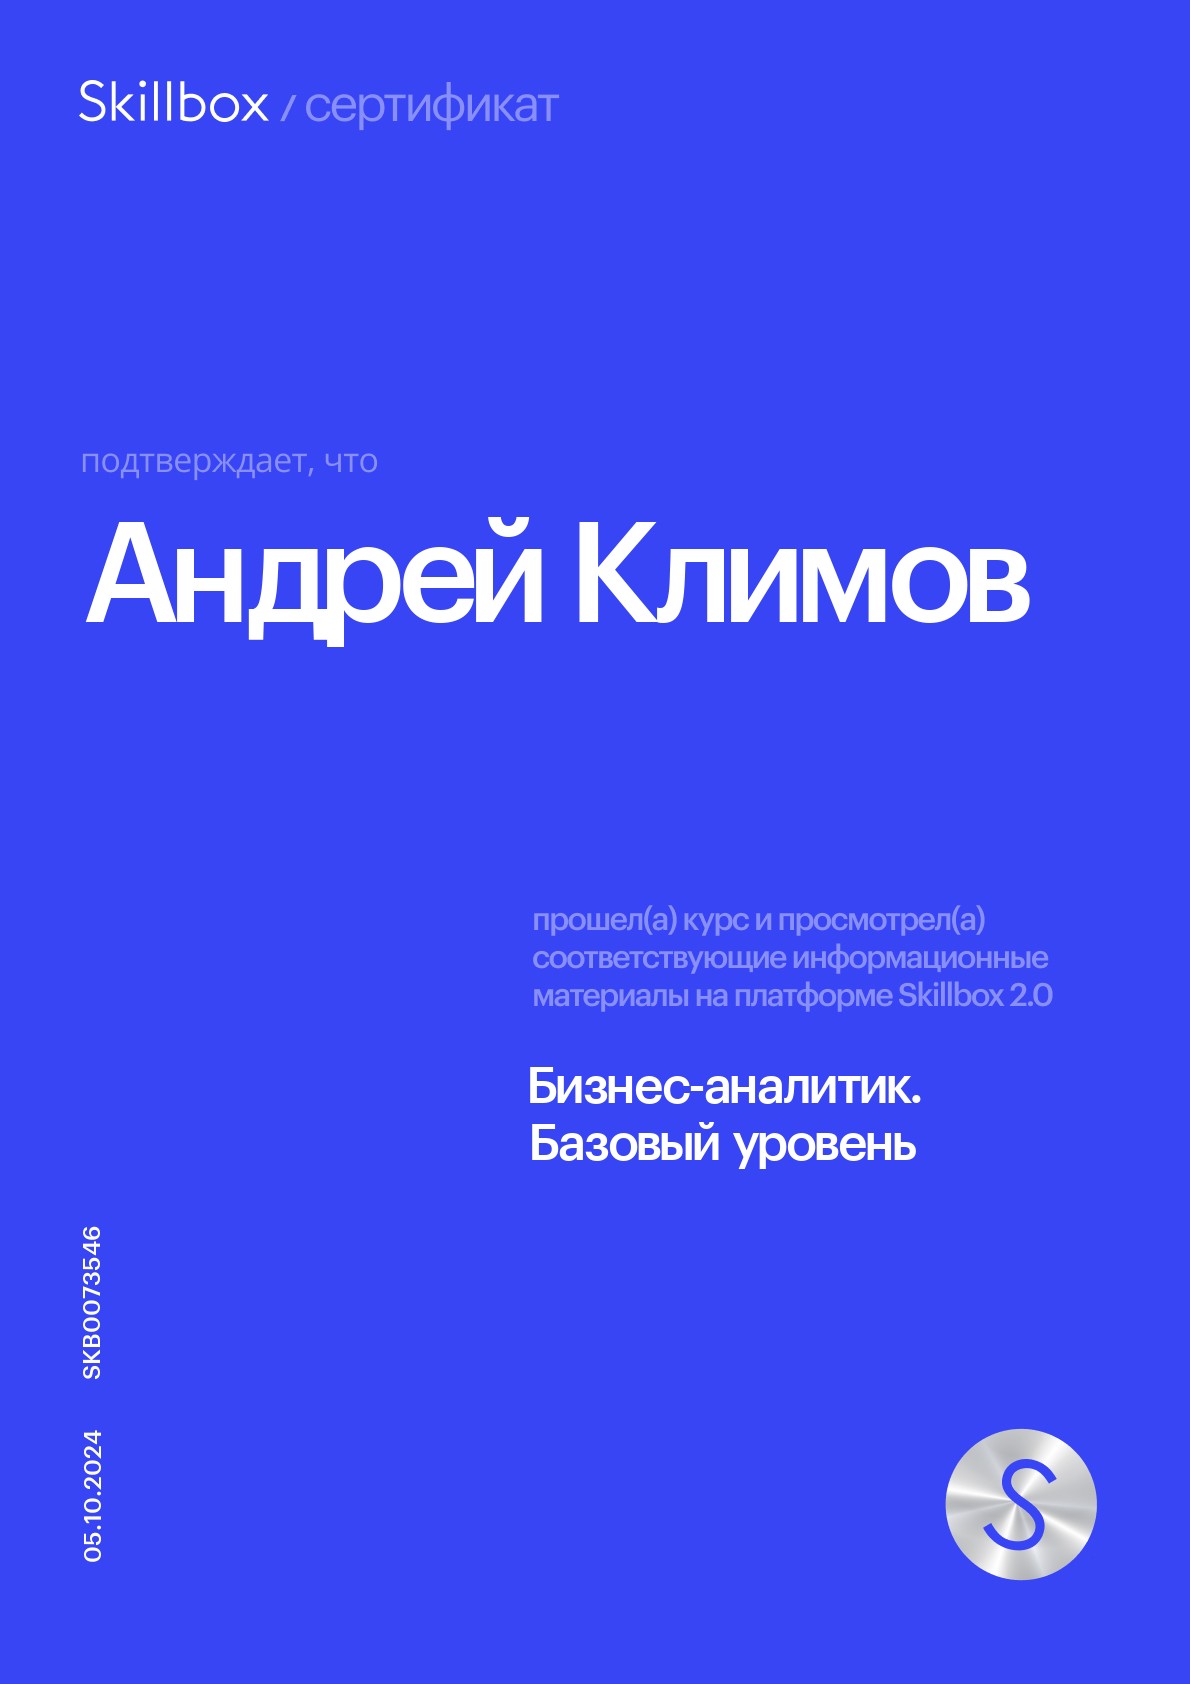 Skillbox / сертификат
подтверждает, что
Андрей Климов
прошел(а) курс и просмотрел(а)
соответствующие информационные
материалы на платформе Skillbox 2.0
Бизнес-аналитик.
Базовый уровень
SKB0073546
05.10.2024
S